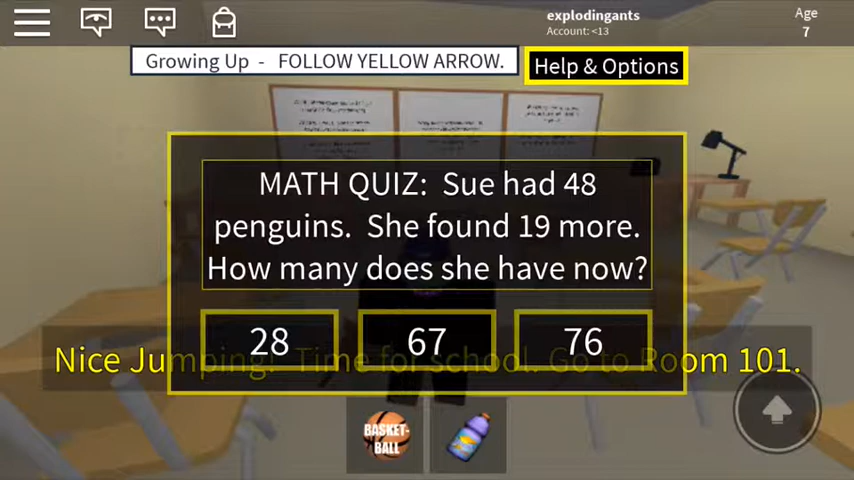 explodingants
Account: <13
Age
7
Growing Up - FOLLOW YELLOW ARROW.
Help & Options
MATH QUIZ: Sue had 48
penguins. She found 19 more.
How many does she have now?
28
67
76
Nice Jumping! Time for school. Go to Room 101.
BASKET-
BALL